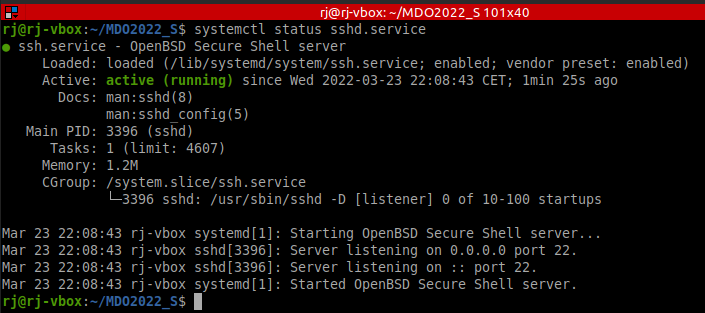 rj@rj-vbox: ~/MDO2022_S 101x40
rj@rj-vbox:~/MDO2022_S$ systemctl status sshd.service
● ssh.service - OpenBSD Secure Shell server
     Loaded: loaded (/lib/systemd/system/ssh.service; enabled; vendor preset: enabled)
     Active: active (running) since Wed 2022-03-23 22:08:43 CET; 1min 25s ago
       Docs: man:sshd(8)
             man:sshd_config(5)
   Main PID: 3396 (sshd)
      Tasks: 1 (limit: 4607)
     Memory: 1.2M
     CGroup: /system.slice/ssh.service
             └─3396 sshd: /usr/sbin/sshd -D [listener] 0 of 10-100 startups

Mar 23 22:08:43 rj-vbox systemd[1]: Starting OpenBSD Secure Shell server...
Mar 23 22:08:43 rj-vbox sshd[3396]: Server listening on 0.0.0.0 port 22.
Mar 23 22:08:43 rj-vbox sshd[3396]: Server listening on :: port 22.
Mar 23 22:08:43 rj-vbox systemd[1]: Started OpenBSD Secure Shell server.
rj@rj-vbox:~/MDO2022_S$